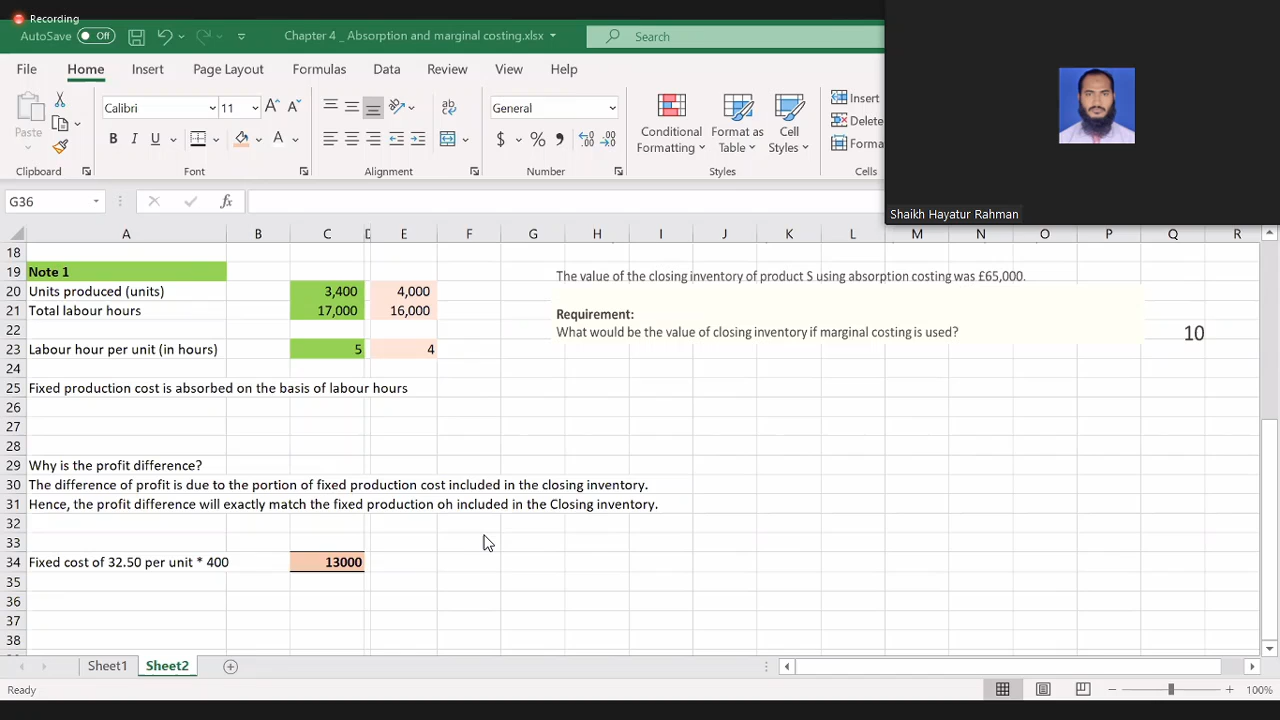 Recording
AutoSave Off Chapter 4 _ Absorption and marginal costing.xlsx Search
File Home Insert Page Layout Formulas Data Review View Help
Calibri 11 General Insert
Paste B I U $ % Conditional Formatting Format as Table Cell Styles Delete
Forma
Clipboard Font Alignment Number Styles Cells
G36 fx
Shaikh Hayatur Rahman
A B C D E F G H I J K L M N O P Q R
18
19 Note 1 The value of the closing inventory of product S using absorption costing was £65,000.
20 Units produced (units) 3,400 4,000
21 Total labour hours 17,000 16,000 Requirement:
22 What would be the value of closing inventory if marginal costing is used? 10
23 Labour hour per unit (in hours) 5 4
24
25 Fixed production cost is absorbed on the basis of labour hours
26
27
28
29 Why is the profit difference?
30 The difference of profit is due to the portion of fixed production cost included in the closing inventory.
31 Hence, the profit difference will exactly match the fixed production oh included in the Closing inventory.
32
33
34 Fixed cost of 32.50 per unit * 400 13000
35
36
37
38
Sheet1 Sheet2
Ready 100%